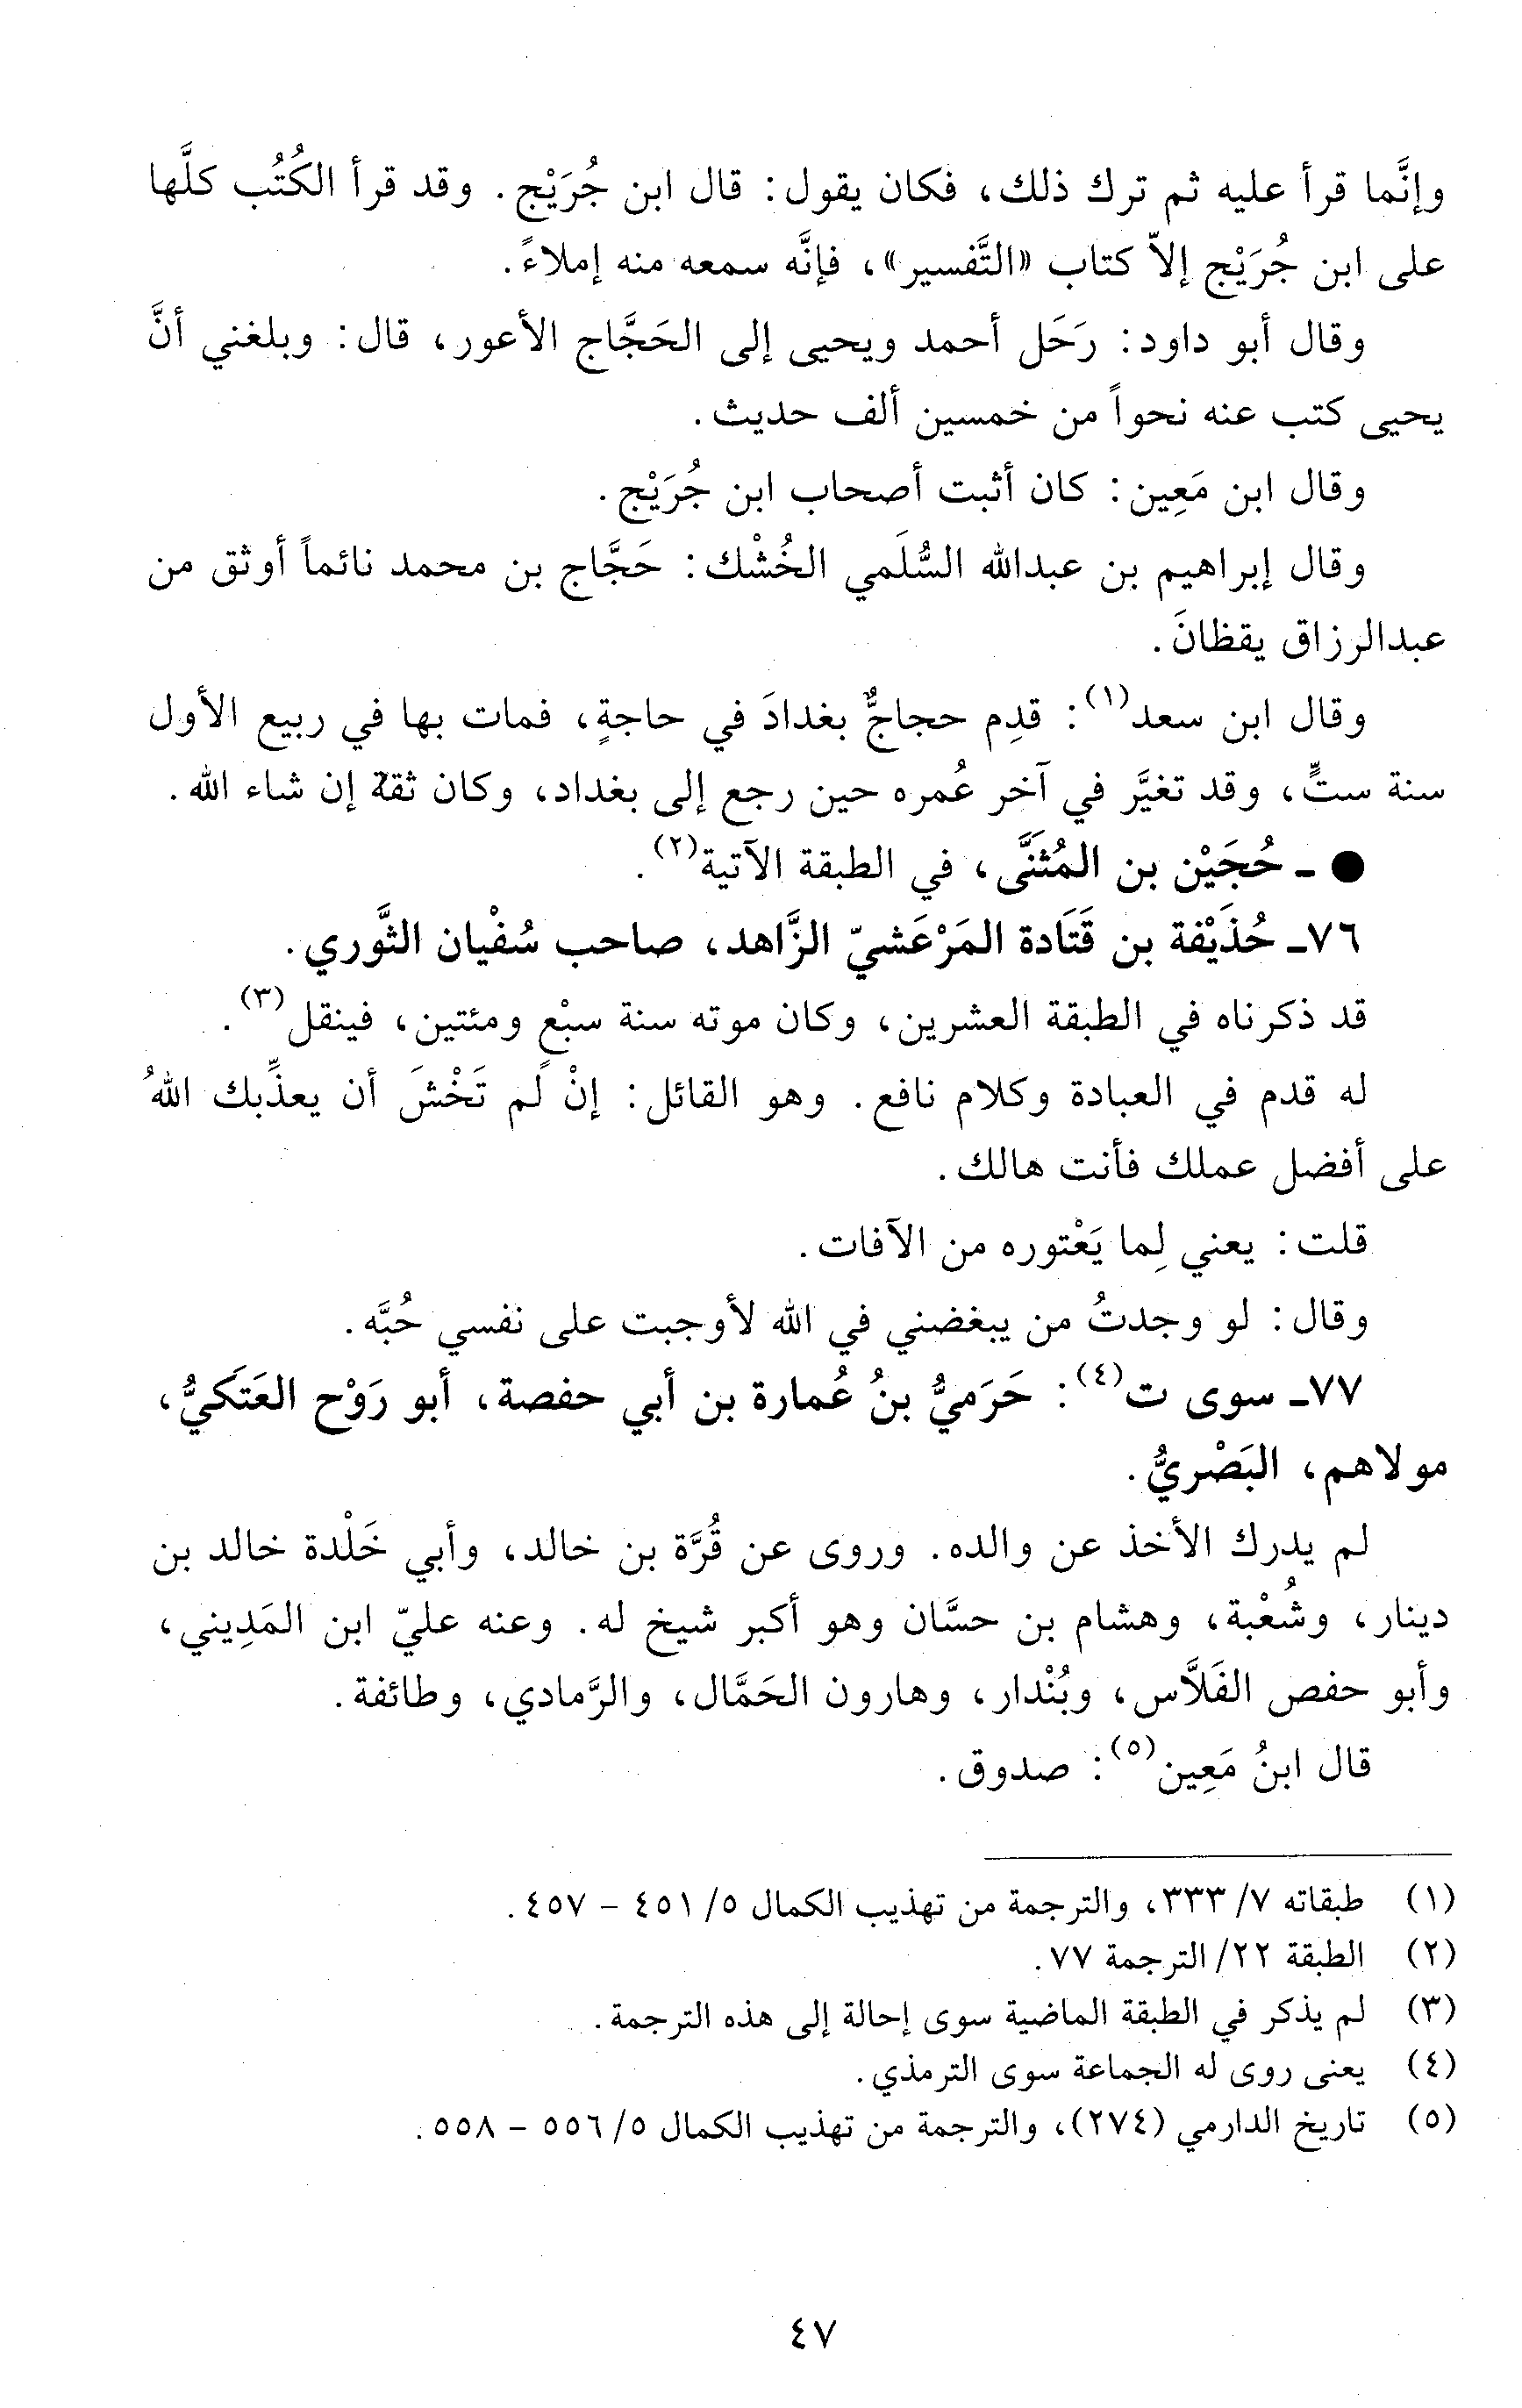 وإنَّما قرأ عليه ثم ترك ذلك، فكان يقول: قال ابن جُرَيْج. وقد قرأ الكُتُب كلَّها
على ابن جُرَيْج إلاّ كتاب «التَّفسير»، فإنَّه سمعه منه إملاءً.
وقال أبو داود: رَحَل أحمد ويحيى إلى الحَجَّاج الأعور، قال: وبلغني أنَّ
يحيى كتب عنه نحواً من خمسين ألف حديث.
وقال ابن مَعِين: كان أثبت أصحاب ابن جُرَيْج.
وقال إبراهيم بن عبدالله السُّلَمي الخُشْك: حَجَّاج بن محمد نائماً أوثق من
عبدالرزاق يقظانَ.
وقال ابن سعد(١): قدِم حجاجٌ بغدادَ في حاجةٍ، فمات بها في ربيع الأول
سنة ستٍّ، وقد تغيَّر في آخر عُمره حين رجع إلى بغداد، وكان ثقة إن شاء الله.
● ـ حُجَيْن بن المُثَنَّى، في الطبقة الآتية(٢).
٧٦ـ حُذَيْفة بن قَتَادة المَرْعَشيّ الزَّاهد، صاحب سُفْيان الثَّوري.
قد ذكرناه في الطبقة العشرين، وكان موته سنة سبْعٍ ومئتين، فينقل(٣).
له قدم في العبادة وكلام نافع. وهو القائل: إنْ لم تَخْشَ أن يعذِّبك اللهُ
على أفضل عملك فأنت هالك.
قلت: يعني لِما يَعْتوره من الآفات.
وقال: لو وجدتُ من يبغضني في الله لأوجبت على نفسي حُبَّه.
٧٧ـ سوى ت(٤): حَرَميُّ بنُ عُمارة بن أبي حفصة، أبو رَوْح العَتَكيُّ،
مولاهم، البَصْريُّ.
لم يدرك الأخذ عن والده. وروى عن قُرَّة بن خالد، وأبي خَلْدة خالد بن
دينار، وشُعْبة، وهشام بن حسَّان وهو أكبر شيخ له. وعنه عليّ ابن المَدِيني،
وأبو حفص الفَلاَّس، وبُنْدار، وهارون الحَمَّال، والرَّمادي، وطائفة.
قال ابنُ مَعِين(٥): صدوق.
(١) طبقاته ٧/ ٣٣٣، والترجمة من تهذيب الكمال ٥/ ٤٥١ - ٤٥٧.
(٢) الطبقة ٢٢/ الترجمة ٧٧.
(٣) لم يذكر في الطبقة الماضية سوى إحالة إلى هذه الترجمة.
(٤) يعنى روى له الجماعة سوى الترمذي.
(٥) تاريخ الدارمي (٢٧٤)، والترجمة من تهذيب الكمال ٥/ ٥٥٦ - ٥٥٨.
٤٧